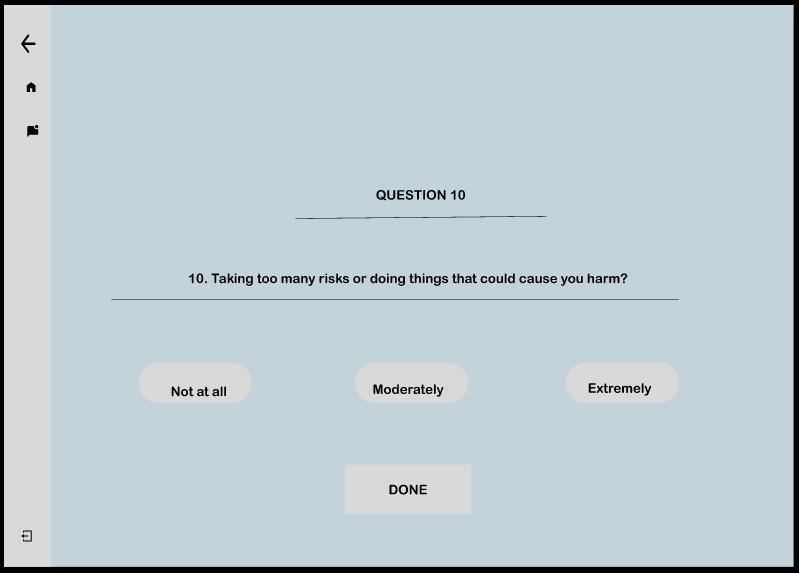 QUESTION 10
10. Taking too many risks or doing things that could cause you harm?
Not at all
Moderately
Extremely
DONE